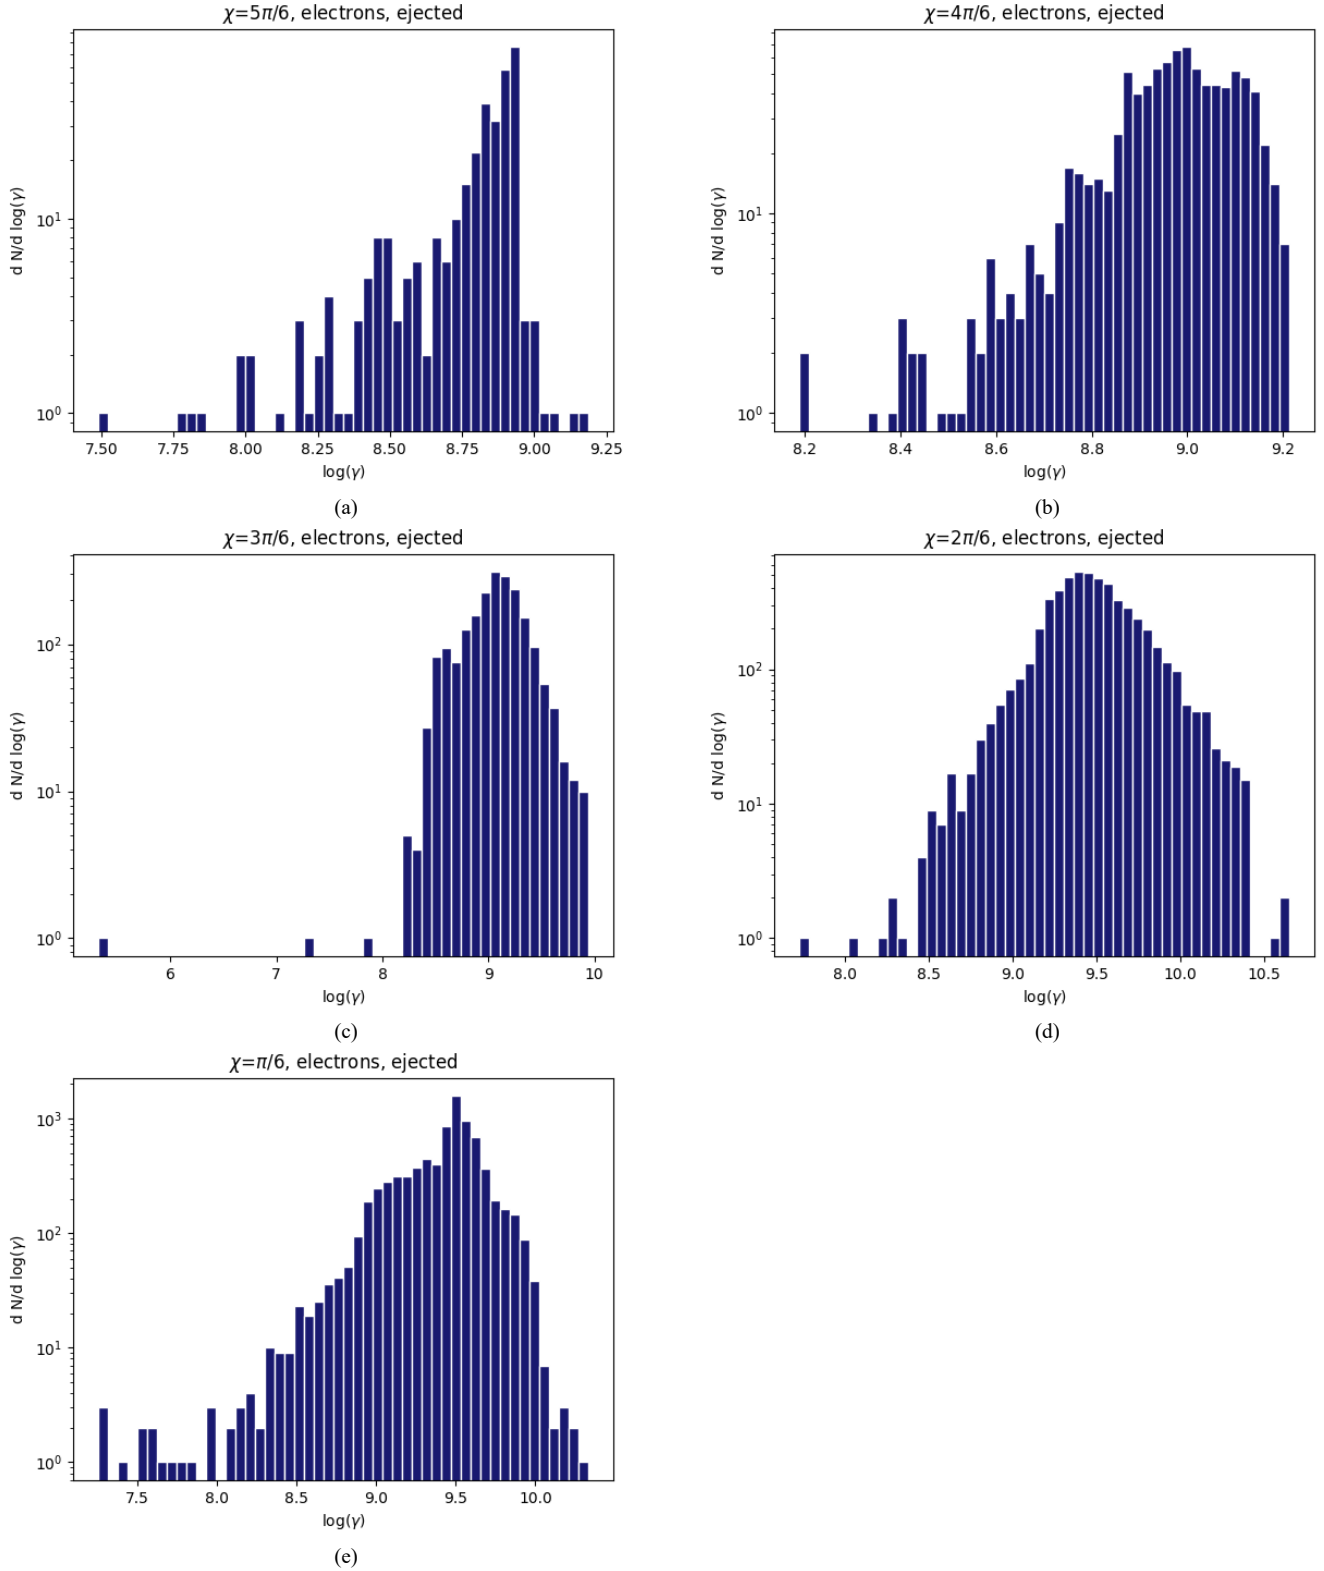 χ=5π/6, electrons, ejected
d N/d log(γ)
10¹
10⁰
7.50 7.75 8.00 8.25 8.50 8.75 9.00 9.25
log(γ)
(a)
χ=4π/6, electrons, ejected
d N/d log(γ)
10¹
10⁰
8.2 8.4 8.6 8.8 9.0 9.2
log(γ)
(b)
χ=3π/6, electrons, ejected
d N/d log(γ)
10²
10¹
10⁰
6 7 8 9 10
log(γ)
(c)
χ=2π/6, electrons, ejected
d N/d log(γ)
10²
10¹
10⁰
8.0 8.5 9.0 9.5 10.0 10.5
log(γ)
(d)
χ=π/6, electrons, ejected
d N/d log(γ)
10³
10²
10¹
10⁰
7.5 8.0 8.5 9.0 9.5 10.0
log(γ)
(e)